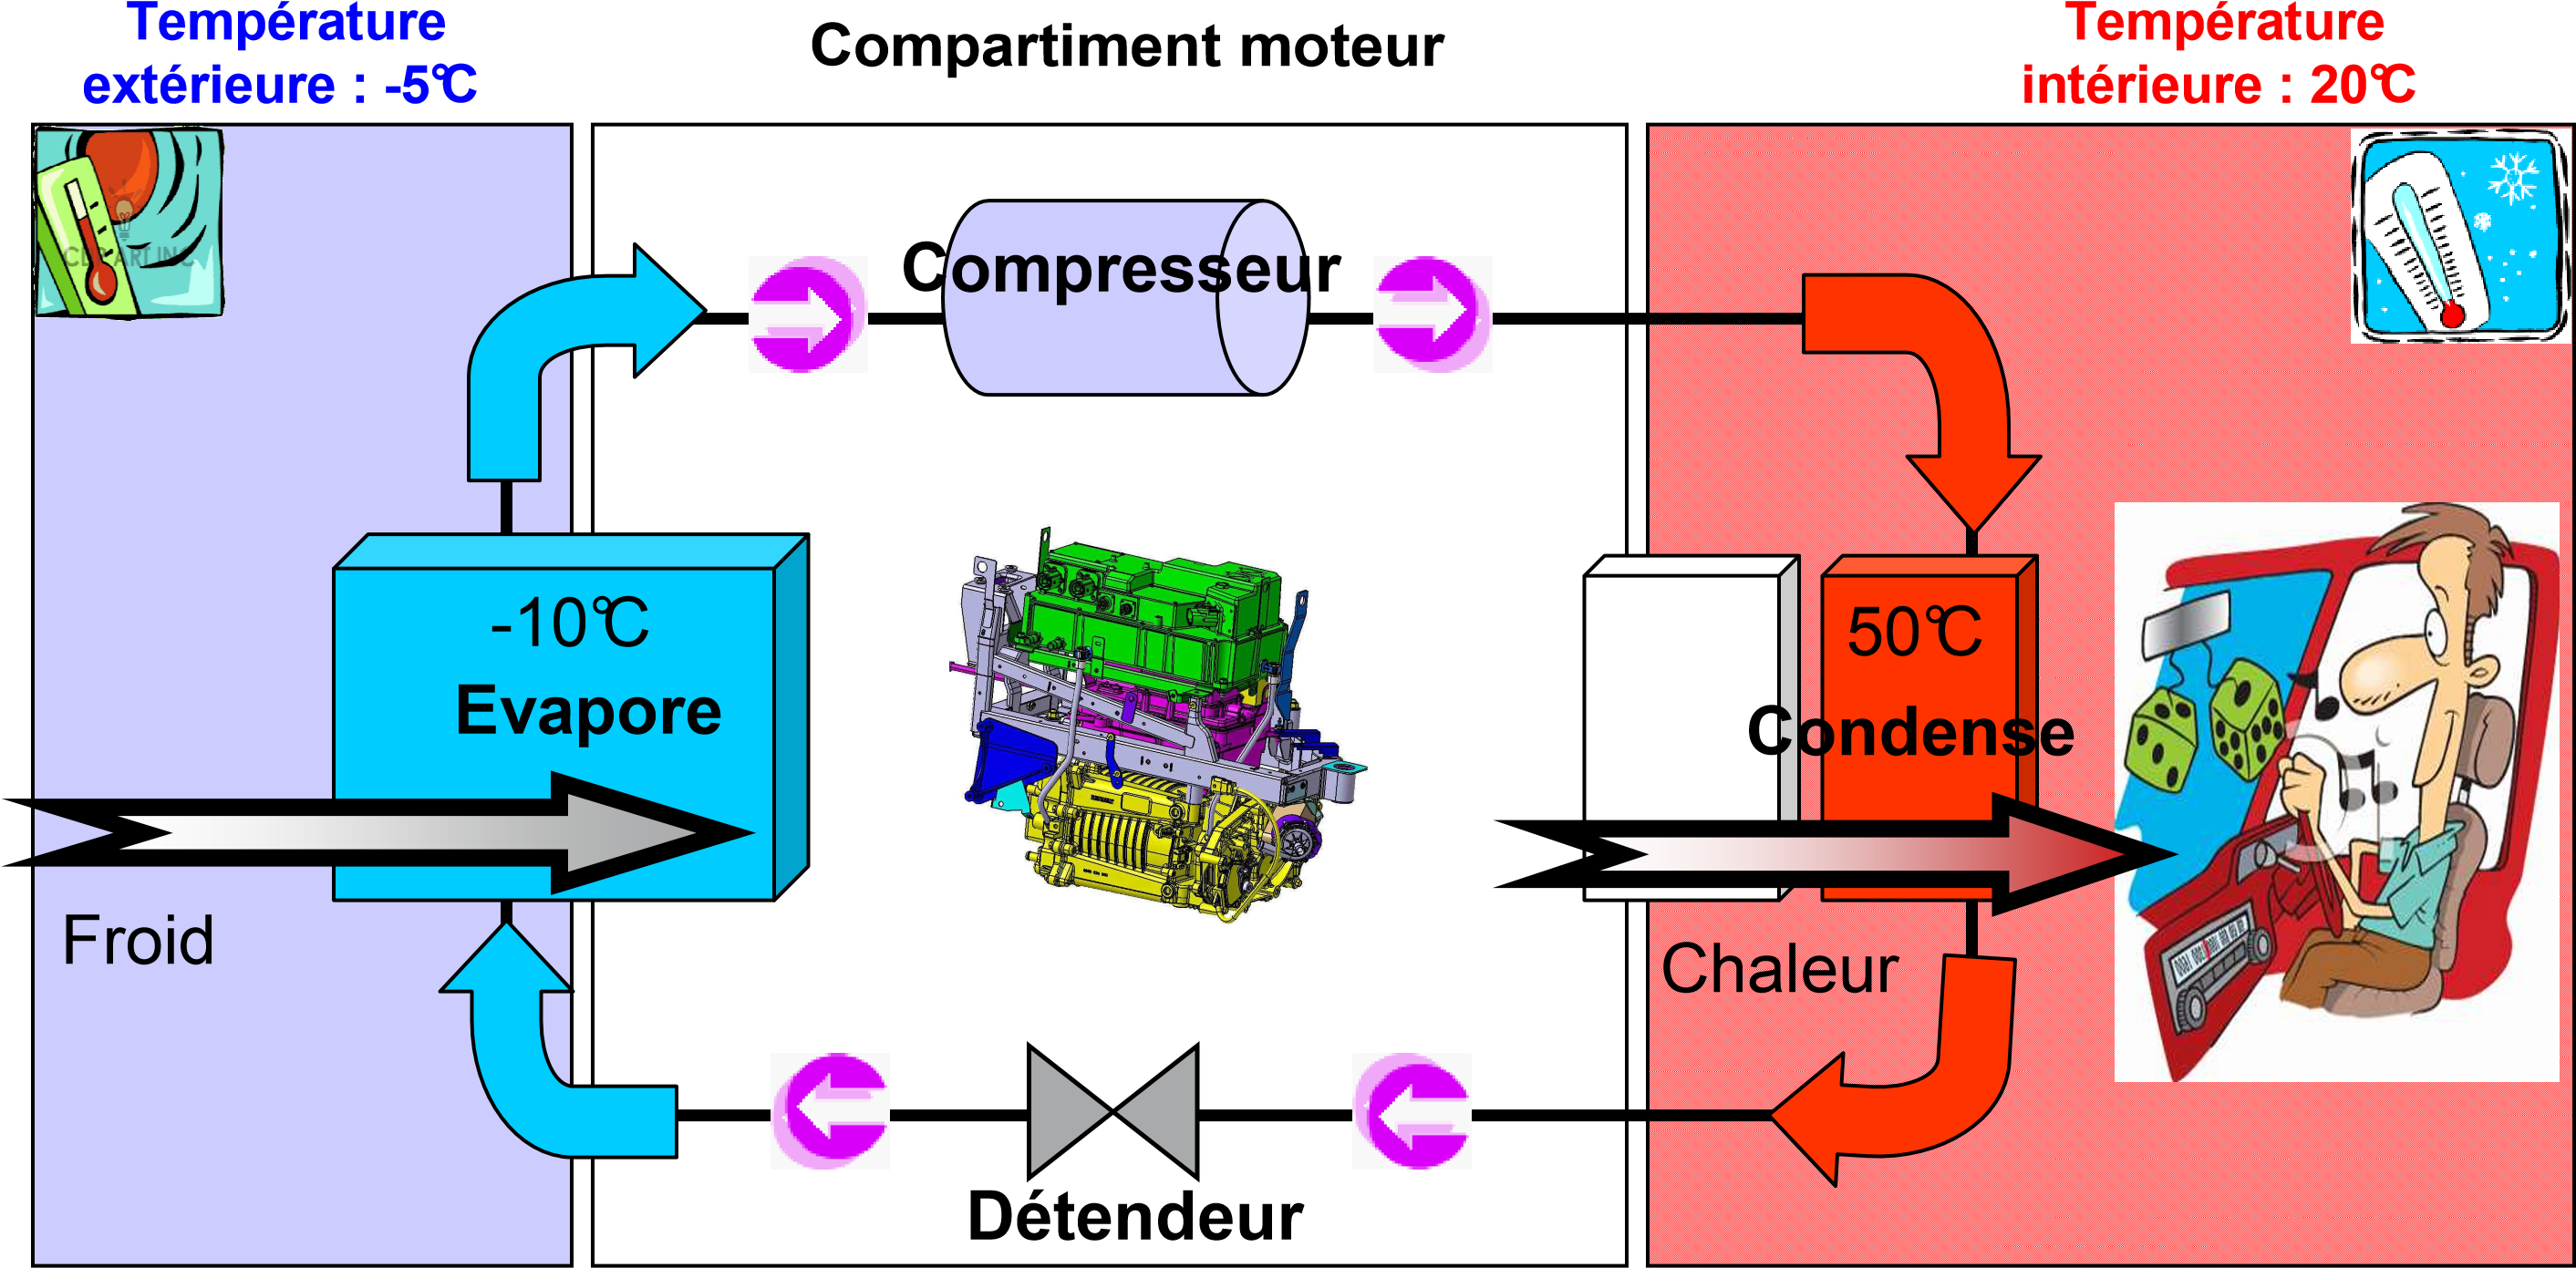 Température
extérieure : -5°C
Compartiment moteur
Température
intérieure : 20°C
Compresseur
-10°C
Evapore
50°C
Condense
Froid
Chaleur
Détendeur